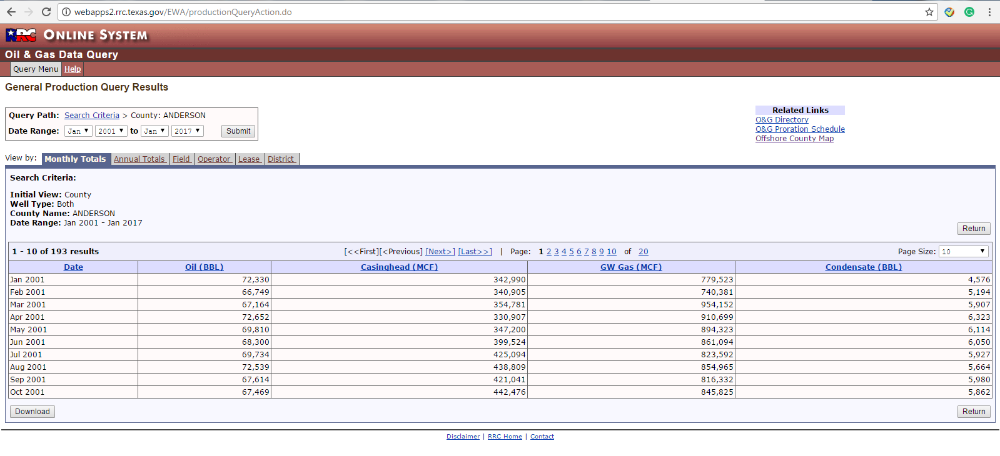 webapps2.rrc.texas.gov/EWA/productionQueryAction.do
RRC ONLINE SYSTEM
Oil & Gas Data Query
Query Menu Help
General Production Query Results
Query Path: Search Criteria > County: ANDERSON
Date Range: Jan 2001 to Jan 2017 Submit
Related Links
O&G Directory
O&G Proration Schedule
Offshore County Map
View by: Monthly Totals Annual Totals Field Operator Lease District
Search Criteria:
Initial View: County
Well Type: Both
County Name: ANDERSON
Date Range: Jan 2001 - Jan 2017
Return
1 - 10 of 193 results [<<First][<Previous] [Next>] [Last>>] | Page: 1 2 3 4 5 6 7 8 9 10 of 20 Page Size: 10
Date Oil (BBL) Casinghead (MCF) GW Gas (MCF) Condensate (BBL)
Jan 2001 72,330 342,990 779,523 4,576
Feb 2001 66,749 340,905 740,381 5,194
Mar 2001 67,164 354,781 954,152 5,907
Apr 2001 72,652 330,907 910,699 6,323
May 2001 69,810 347,200 894,323 6,114
Jun 2001 68,300 399,524 861,094 6,050
Jul 2001 69,734 425,094 823,592 5,927
Aug 2001 72,539 438,809 854,965 5,664
Sep 2001 67,614 421,041 816,332 5,980
Oct 2001 67,469 442,476 845,825 5,862
Download Return
Disclaimer | RRC Home | Contact